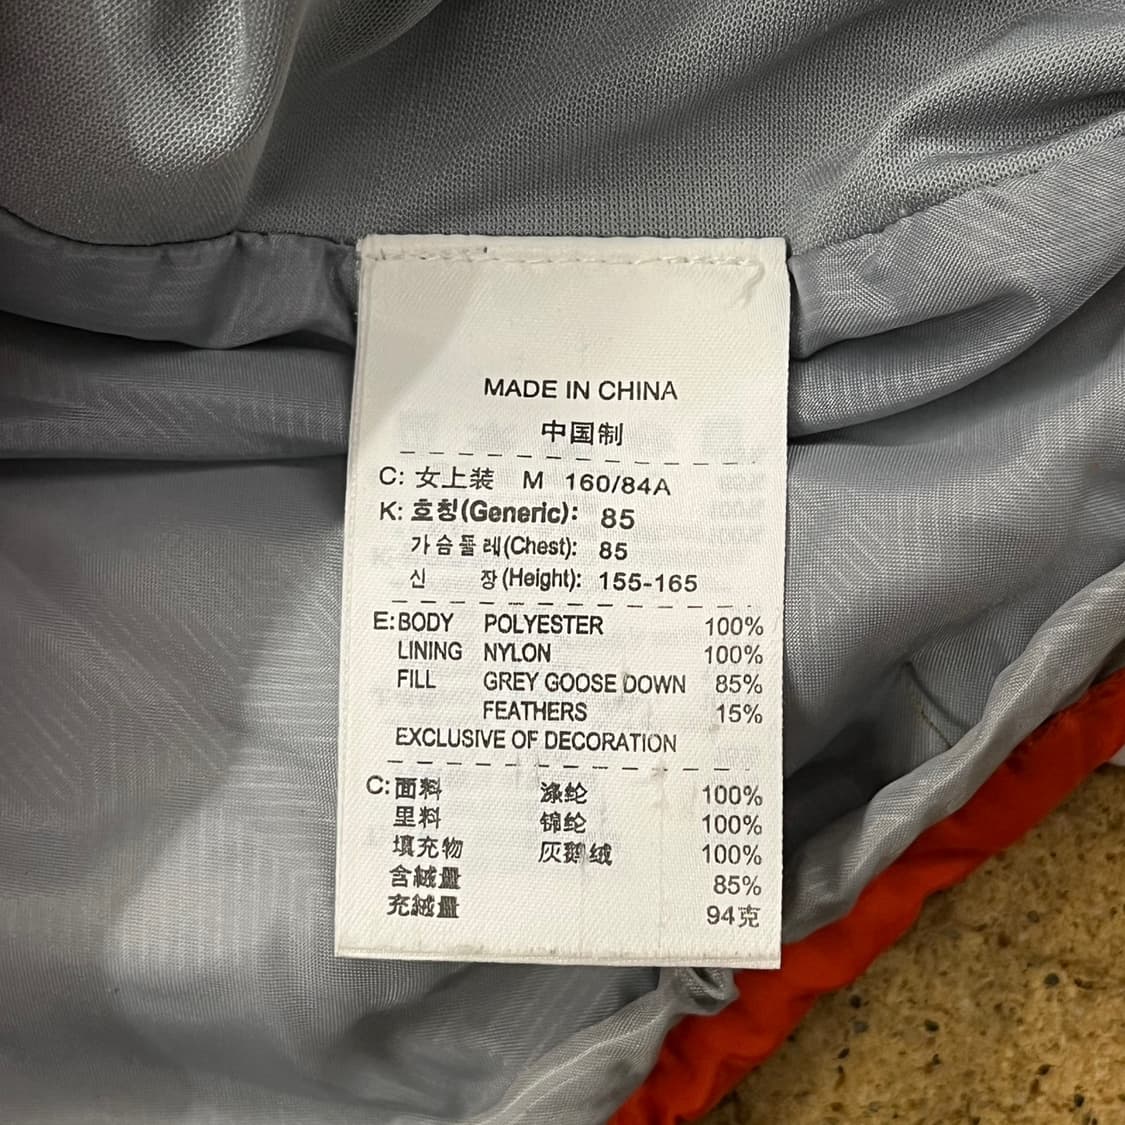 MADE IN CHINA
中国制
C: 女上装 M 160/84A
K: 호칭(Generic): 85
가슴둘레(Chest): 85
신 장(Height): 155-165
E: BODY POLYESTER 100%
LINING NYLON 100%
FILL GREY GOOSE DOWN 85%
FEATHERS 15%
EXCLUSIVE OF DECORATION
C: 面料 涤纶 100%
里料 锦纶 100%
填充物 灰鹅绒 100%
含絨量 85%
充絨量 94克